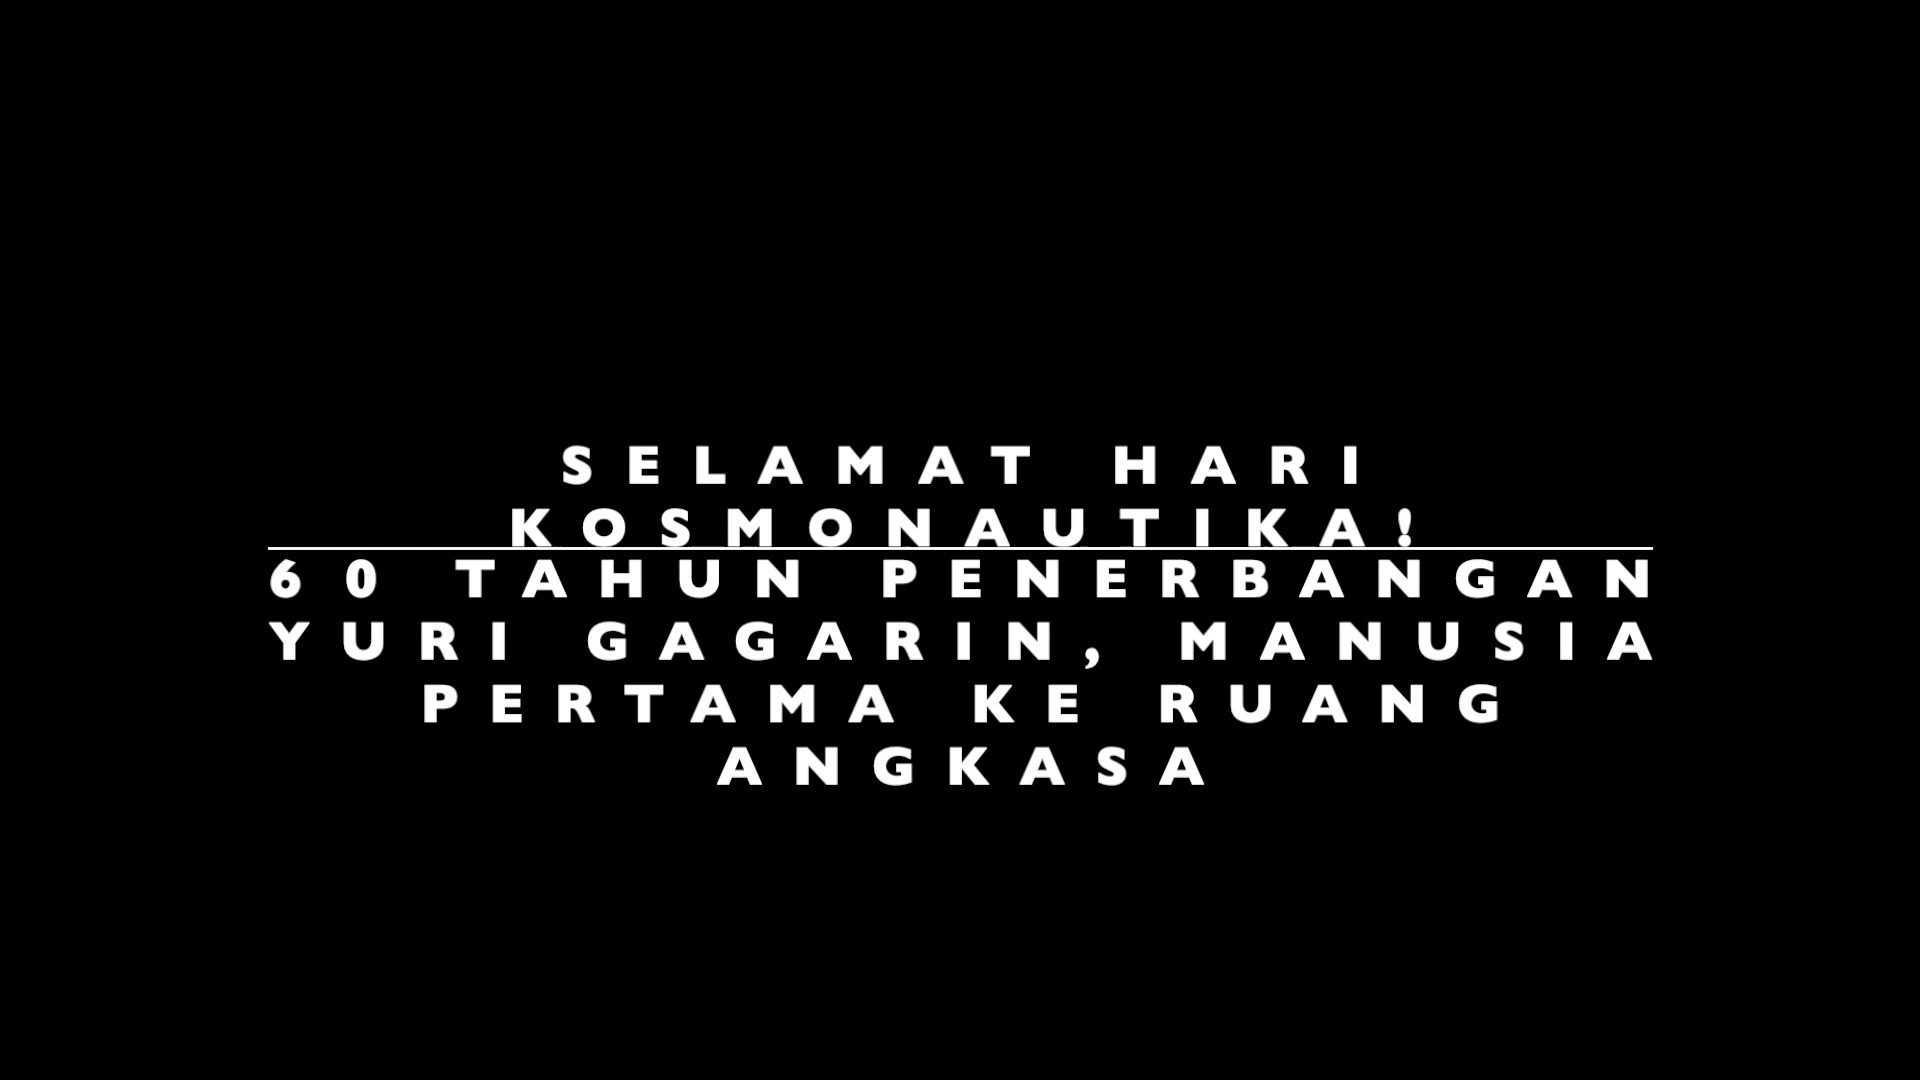 SELAMAT HARI
KOSMONAUTIKA!
60 TAHUN PENERBANGAN
YURI GAGARIN, MANUSIA
PERTAMA KE RUANG
ANGKASA